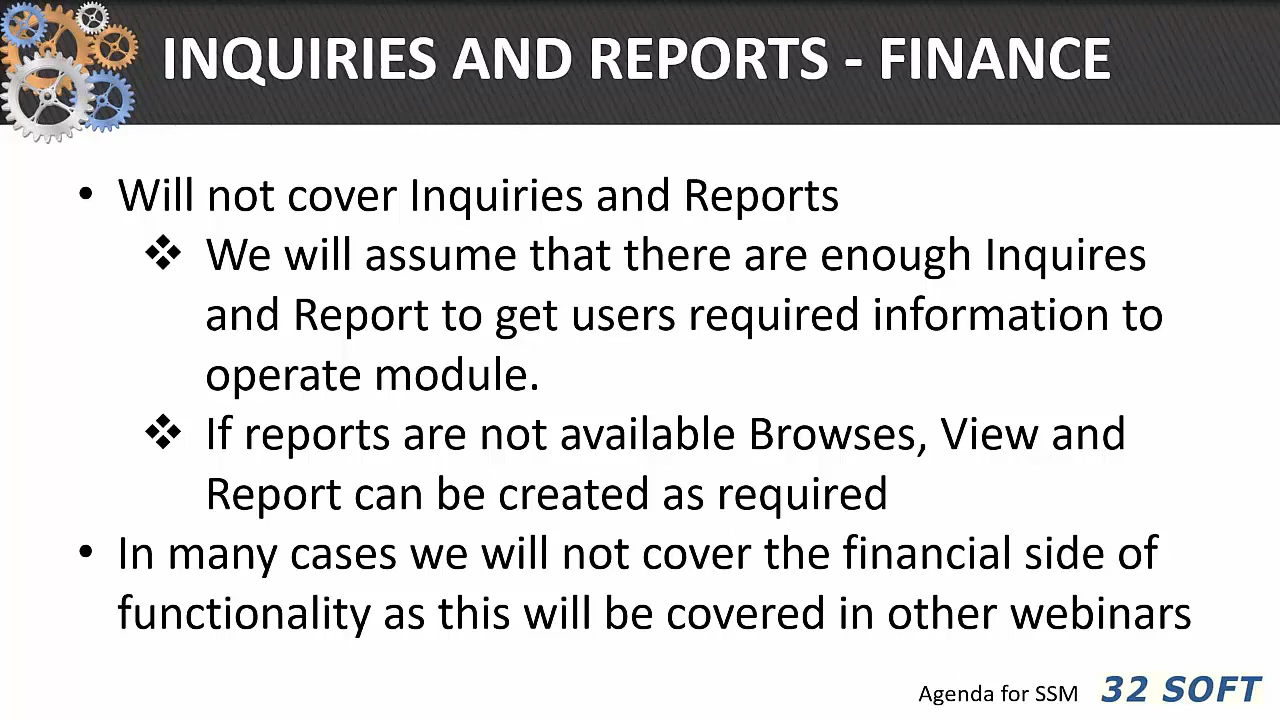 INQUIRIES AND REPORTS - FINANCE
• Will not cover Inquiries and Reports
❖ We will assume that there are enough Inquires
and Report to get users required information to
operate module.
❖ If reports are not available Browses, View and
Report can be created as required
• In many cases we will not cover the financial side of
functionality as this will be covered in other webinars
Agenda for SSM 32 SOFT